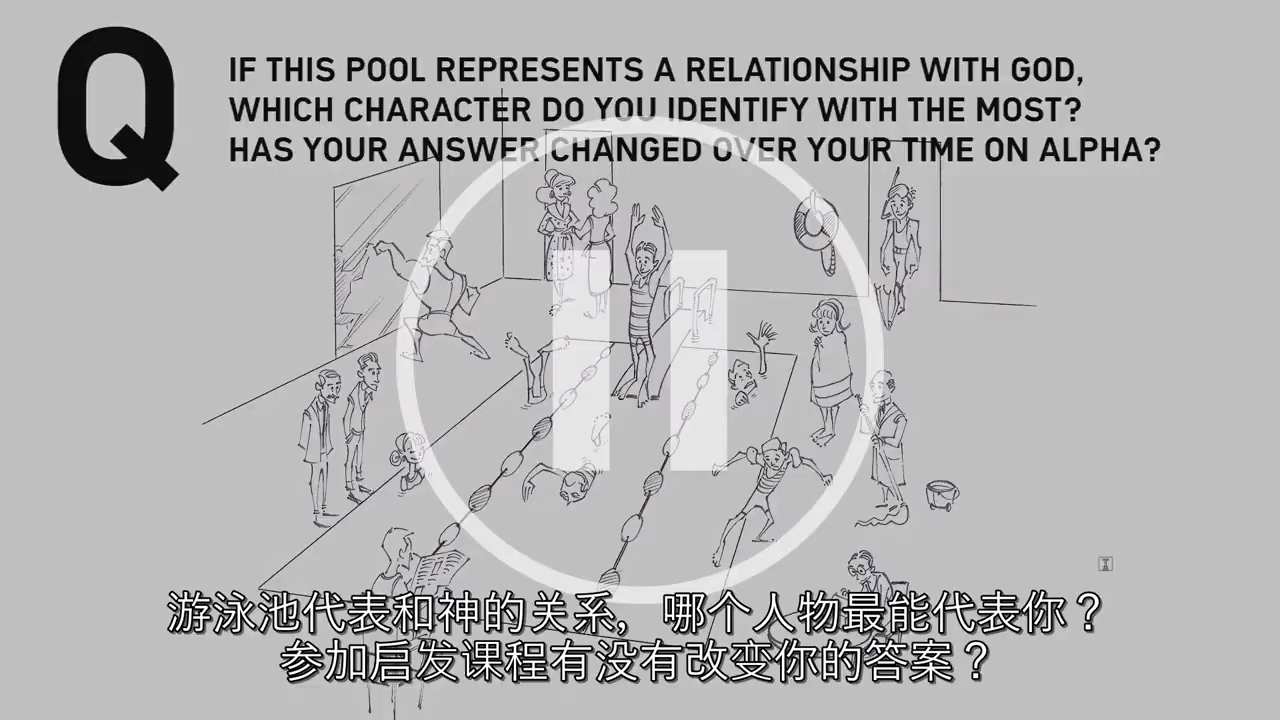 Q
IF THIS POOL REPRESENTS A RELATIONSHIP WITH GOD,
WHICH CHARACTER DO YOU IDENTIFY WITH THE MOST?
HAS YOUR ANSWER CHANGED OVER YOUR TIME ON ALPHA?
游泳池代表和神的关系，哪个人物最能代表你？
参加启发课程有没有改变你的答案？